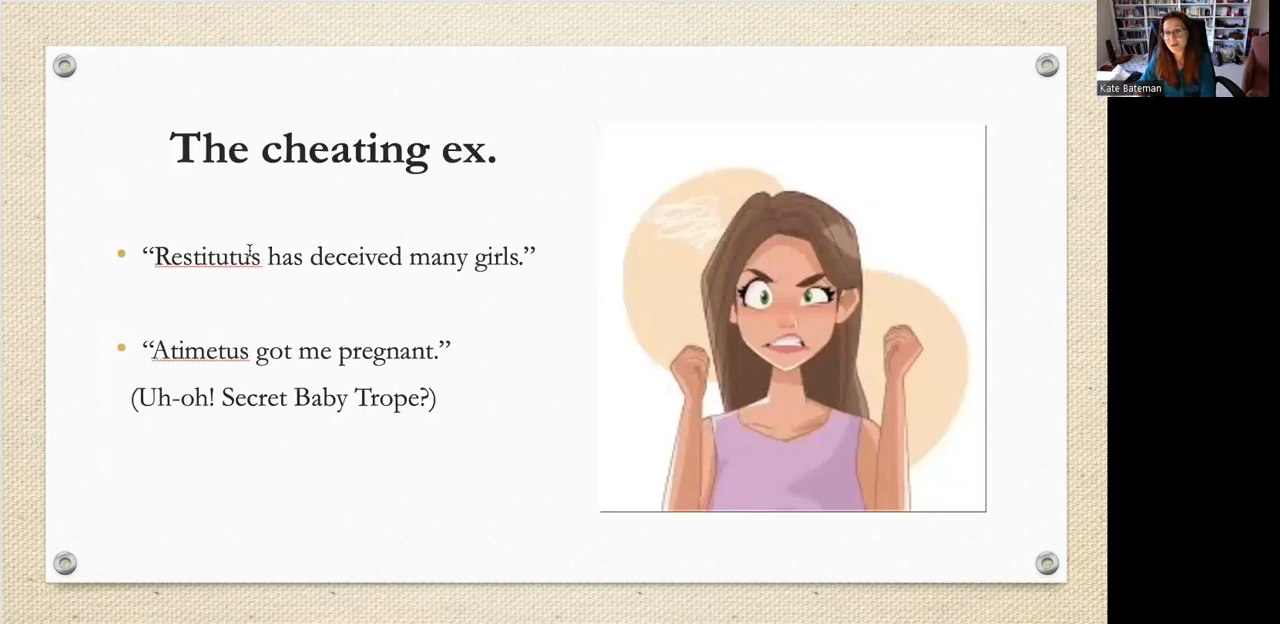 The cheating ex.
“Restitutus has deceived many girls.”
“Atimetus got me pregnant.”
(Uh-oh! Secret Baby Trope?)
Kate Bateman